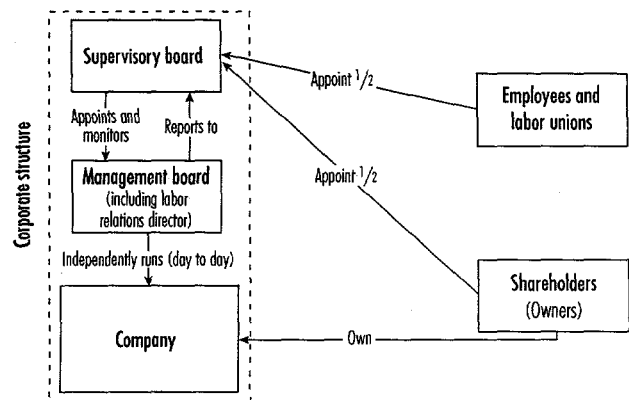 Corporate structure
Supervisory board
Appoints and
monitors
Reports to
Management board
(including labor
relations director)
Independently runs (day to day)
Company
Appoint 1/2
Employees and
labor unions
Appoint 1/2
Shareholders
(Owners)
Own